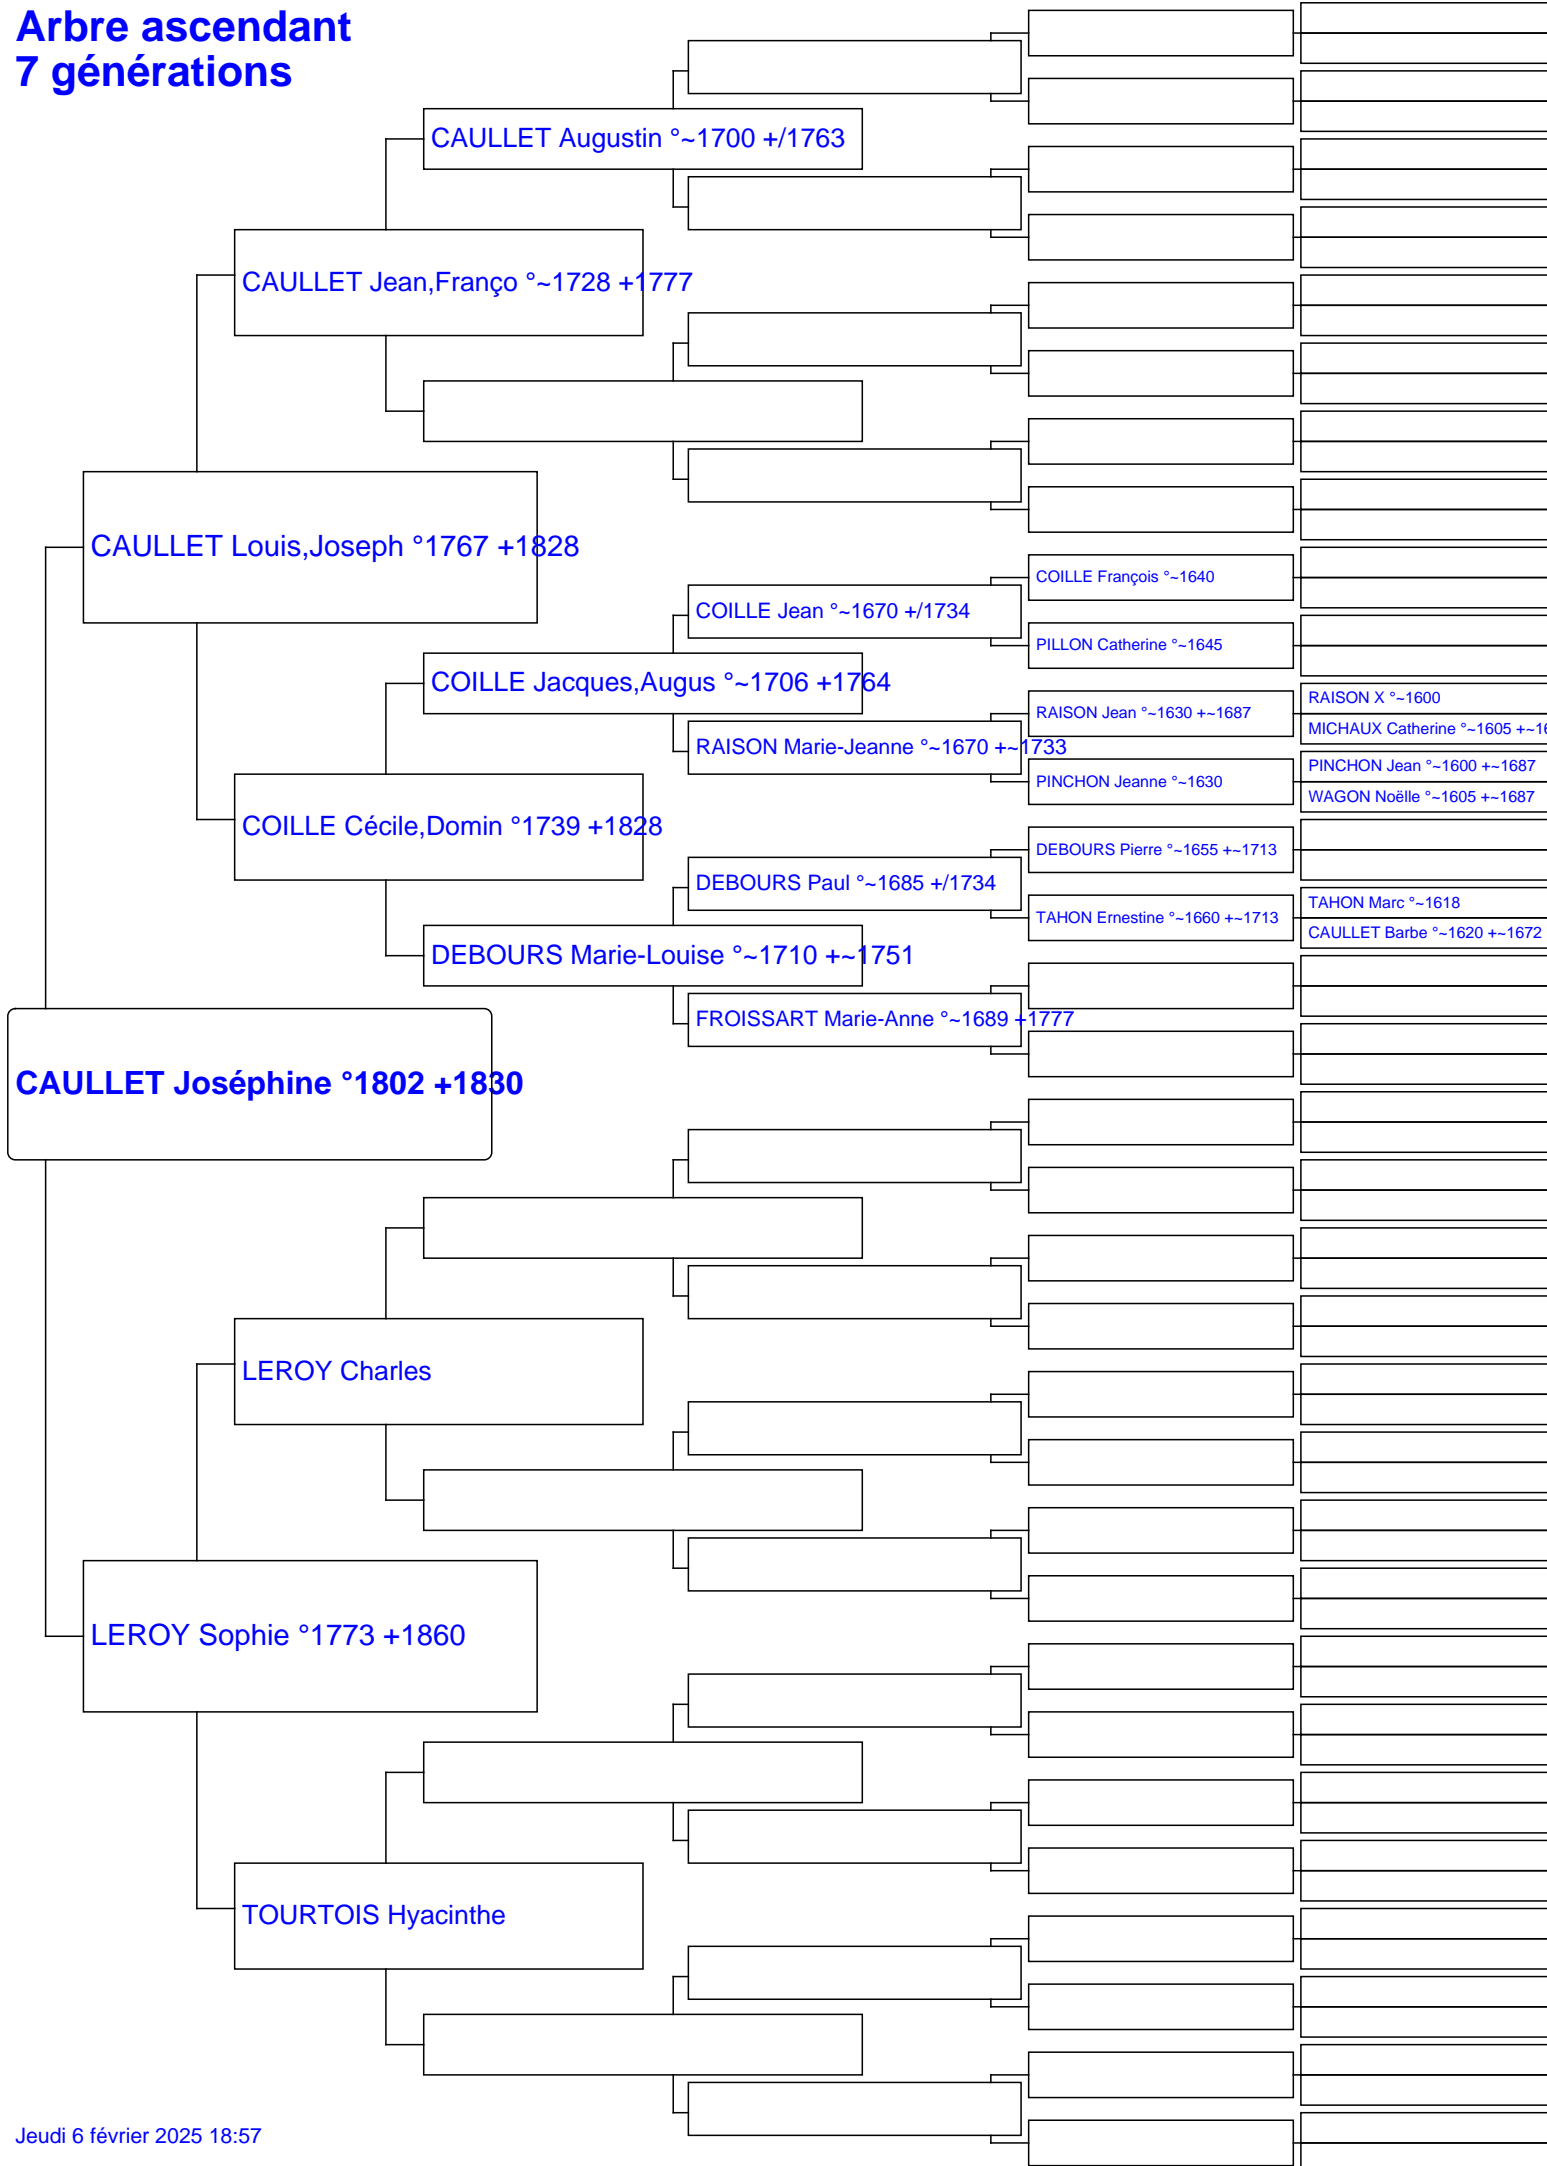 Arbre ascendant
7 générations
CAULLET Augustin °~1700 +/1763
CAULLET Jean,Franço °~1728 +1777
CAULLET Louis,Joseph °1767 +1828
COILLE François °~1640
COILLE Jean °~1670 +/1734
PILLON Catherine °~1645
COILLE Jacques,Augus °~1706 +1764
RAISON X °~1600
RAISON Jean °~1630 +~1687
MICHAUX Catherine °~1605 +~16
RAISON Marie-Jeanne °~1670 +~1733
PINCHON Jean °~1600 +~1687
PINCHON Jeanne °~1630
WAGON Noëlle °~1605 +~1687
COILLE Cécile,Domin °1739 +1828
DEBOURS Pierre °~1655 +~1713
DEBOURS Paul °~1685 +/1734
TAHON Marc °~1618
TAHON Ernestine °~1660 +~1713
CAULLET Barbe °~1620 +~1672
DEBOURS Marie-Louise °~1710 +~1751
FROISSART Marie-Anne °~1689 +1777
CAULLET Joséphine °1802 +1830
LEROY Charles
LEROY Sophie °1773 +1860
TOURTOIS Hyacinthe
Jeudi 6 février 2025 18:57